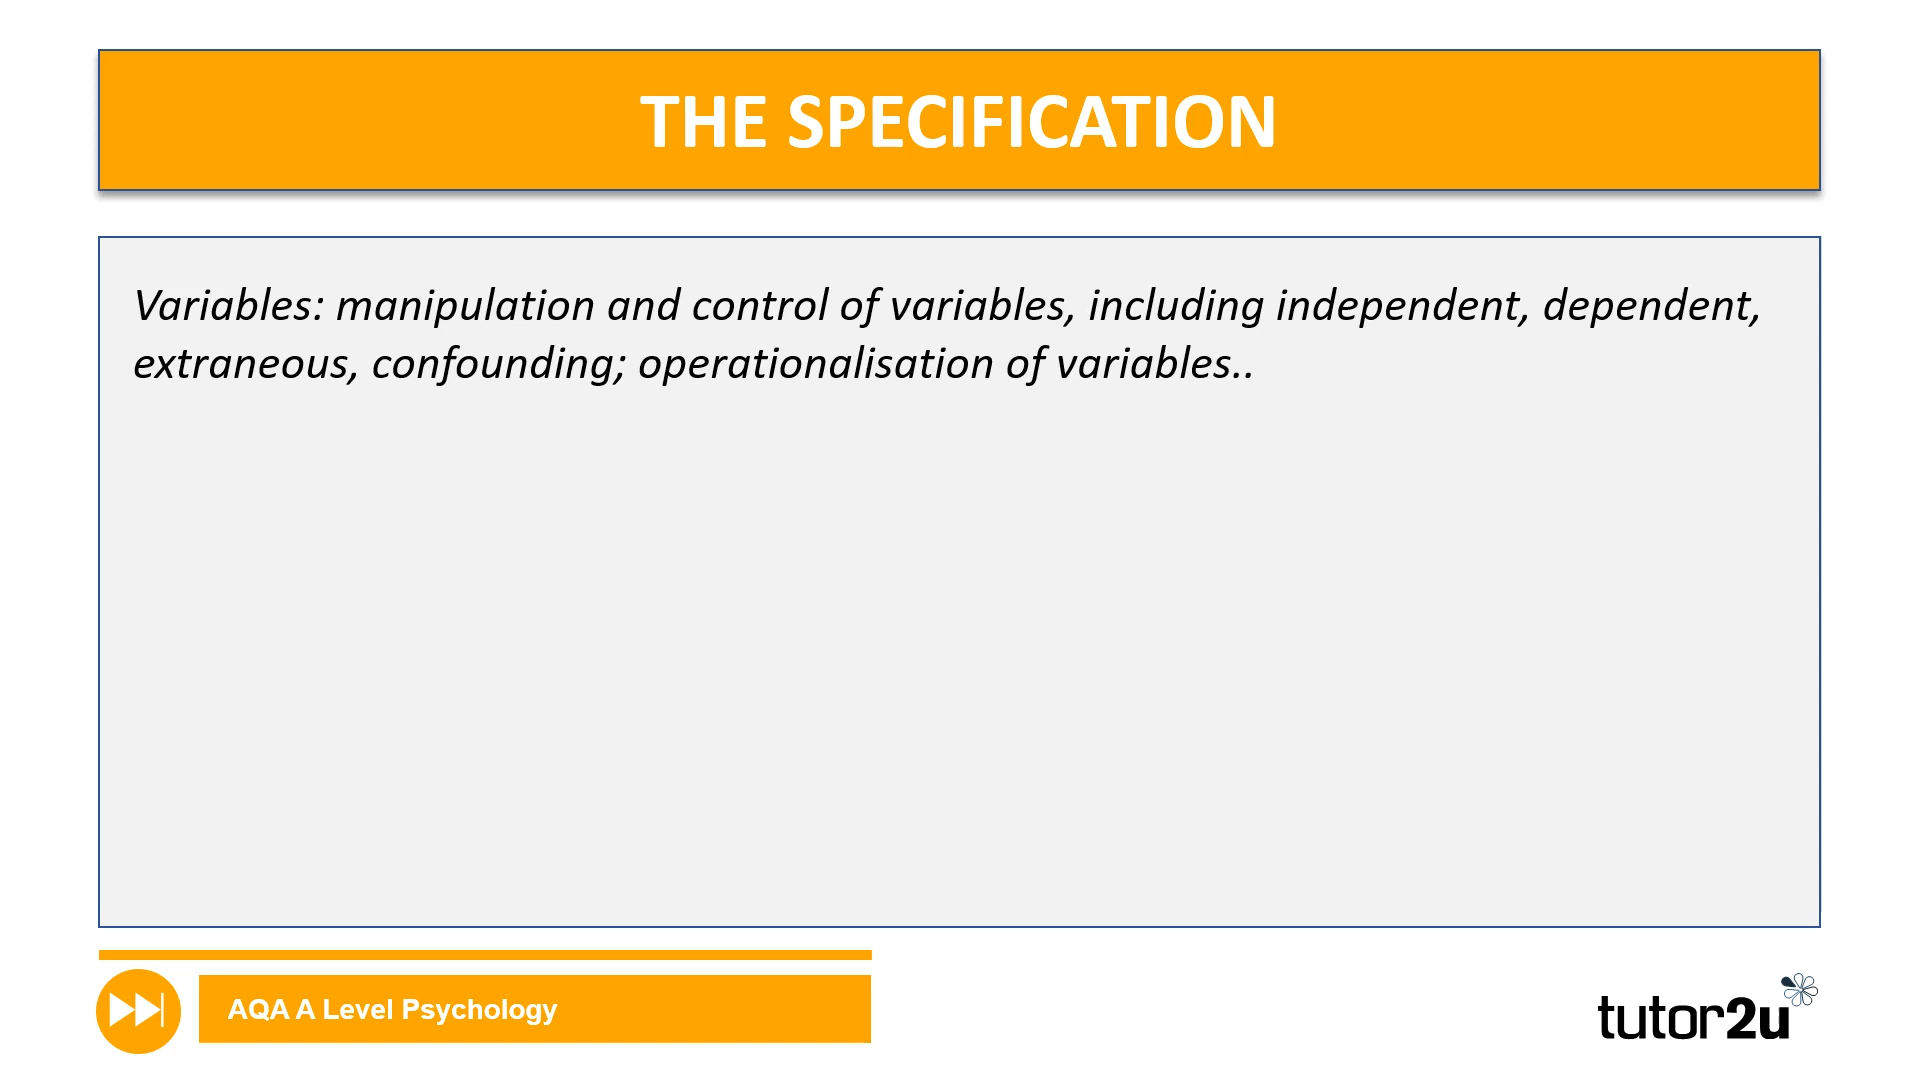 THE SPECIFICATION
Variables: manipulation and control of variables, including independent, dependent,
extraneous, confounding; operationalisation of variables..
AQA A Level Psychology
tutor2u